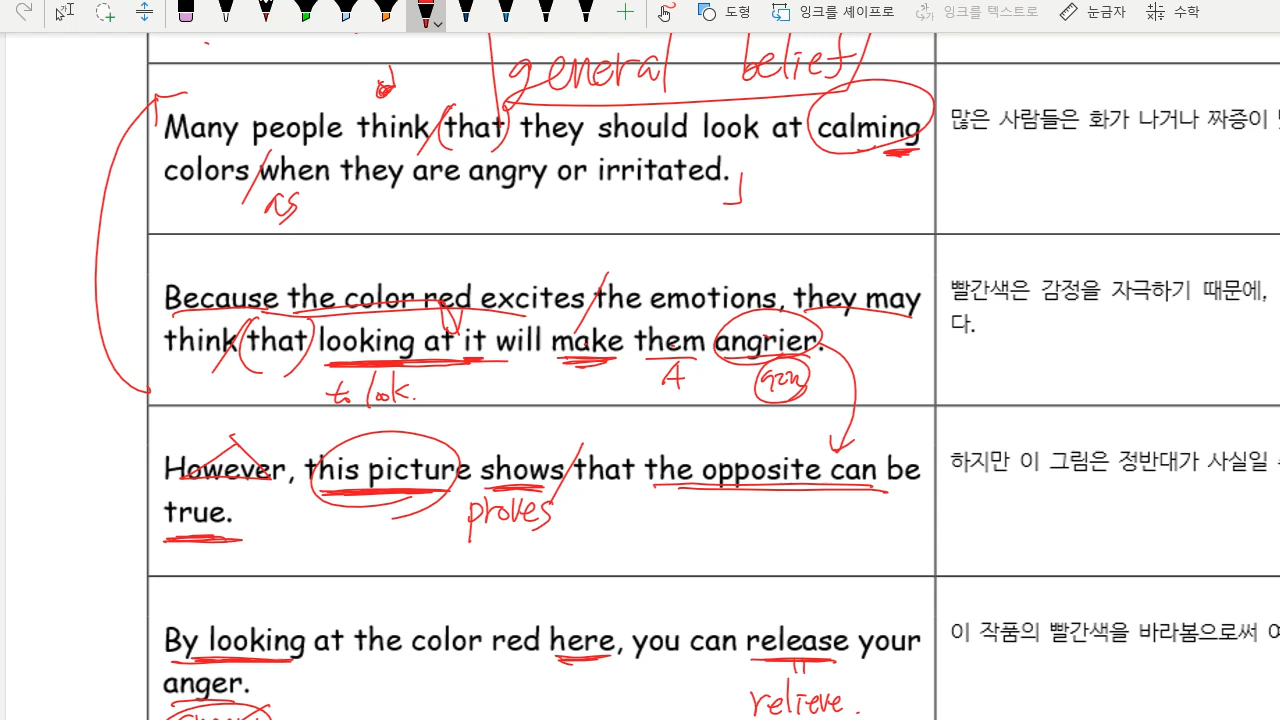 도형 잉크를 셰이프로 잉크를 텍스트로 눈금자 수학
general belief
Many people think that they should look at calming
colors when they are angry or irritated.
as
많은 사람들은 화가 나거나 짜증이
Because the color red excites the emotions, they may
think that looking at it will make them angrier.
to look.
A
빨간색은 감정을 자극하기 때문에,
다.
However, this picture shows that the opposite can be
true.
proves
하지만 이 그림은 정반대가 사실일
By looking at the color red here, you can release your
anger.
relieve.
이 작품의 빨간색을 바라봄으로써